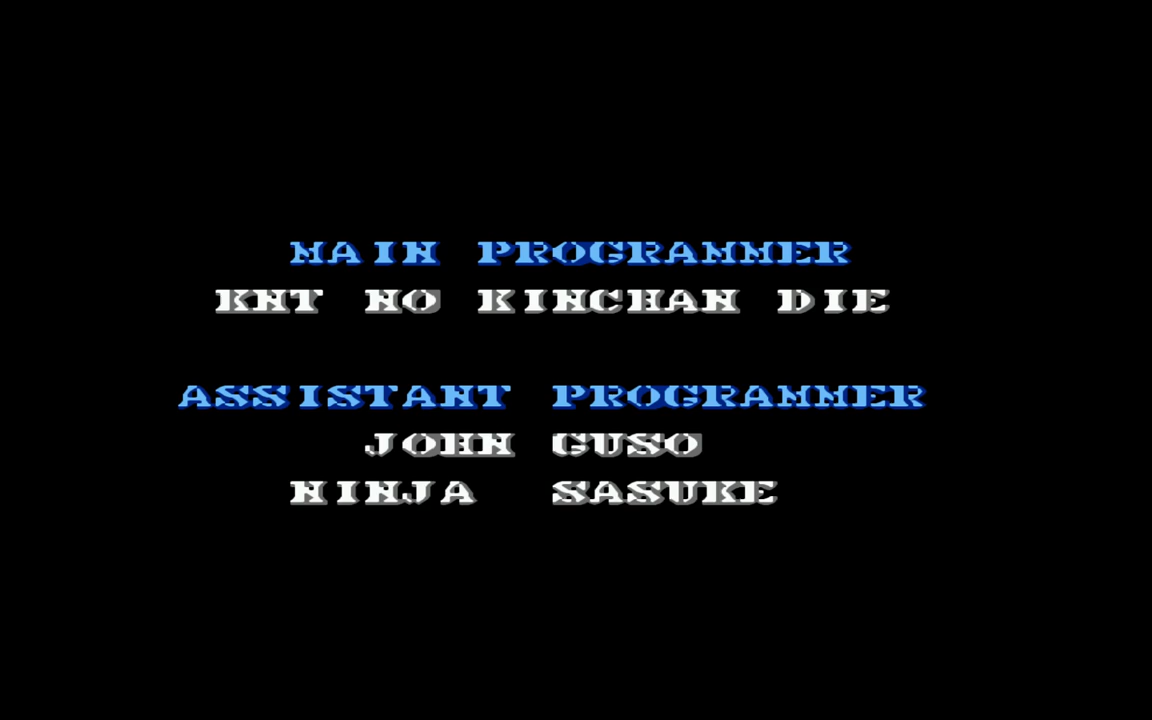 MAIN PROGRAMMER
KNT NO KINCHAN DIE
ASSISTANT PROGRAMMER
JOHN GUSO
NINJA SASUKE